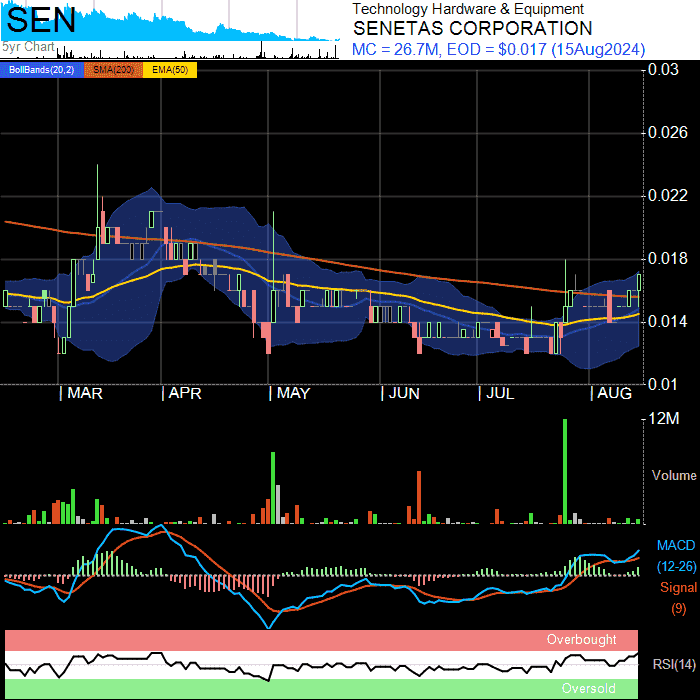 SEN
5yr Chart
Technology Hardware & Equipment
SENETAS CORPORATION
MC = 26.7M, EOD = $0.017 (15Aug2024)
BollBands(20,2) SMA(200) EMA(50)
0.03
0.026
0.022
0.018
0.014
0.01
| MAR | APR | MAY | JUN | JUL | AUG
12M
Volume
MACD
(12-26)
Signal
(9)
Overbought
RSI(14)
Oversold